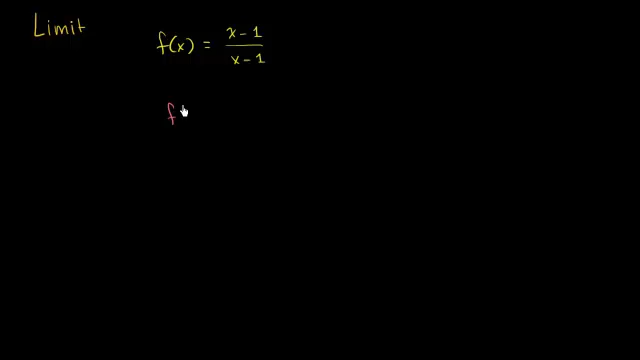 Limit
f(x) = x-1 / x-1
f